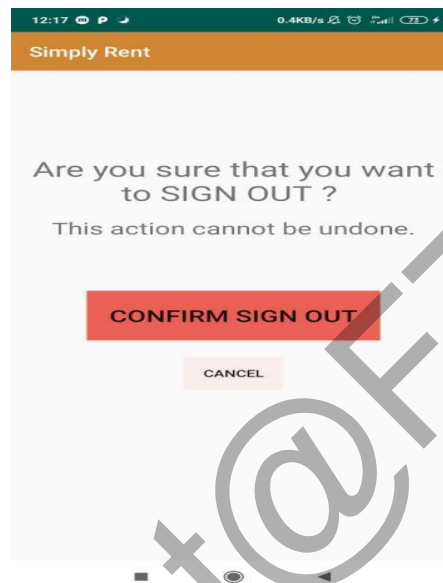 12:17 0.4KB/s 73
Simply Rent
Are you sure that you want
to SIGN OUT ?
This action cannot be undone.
CONFIRM SIGN OUT
CANCEL
t@F